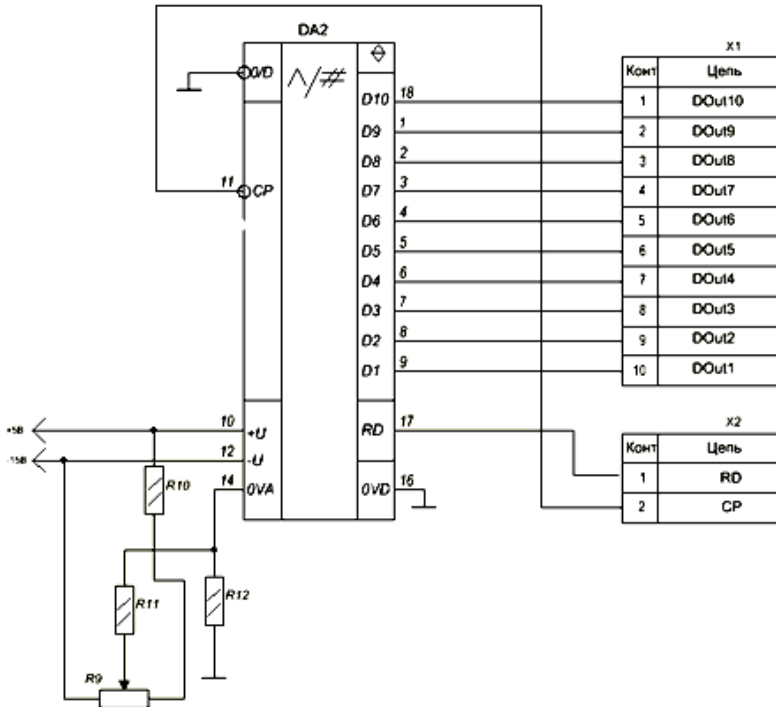 DA2
X1
0VD
Λ/#
Конт Цепь
D10 18 1 DOut10
D9 1 2 DOut9
D8 2 3 DOut8
11 CP D7 3 4 DOut7
D6 4 5 DOut6
D5 5 6 DOut5
D4 6 7 DOut4
D3 7 8 DOut3
D2 8 9 DOut2
D1 9 10 DOut1
X2
+5В 10 +U RD 17
Конт Цепь
-15В 12 -U
1 RD
R10 14 0VA 0VD 16
2 CP
R11 R12
R9